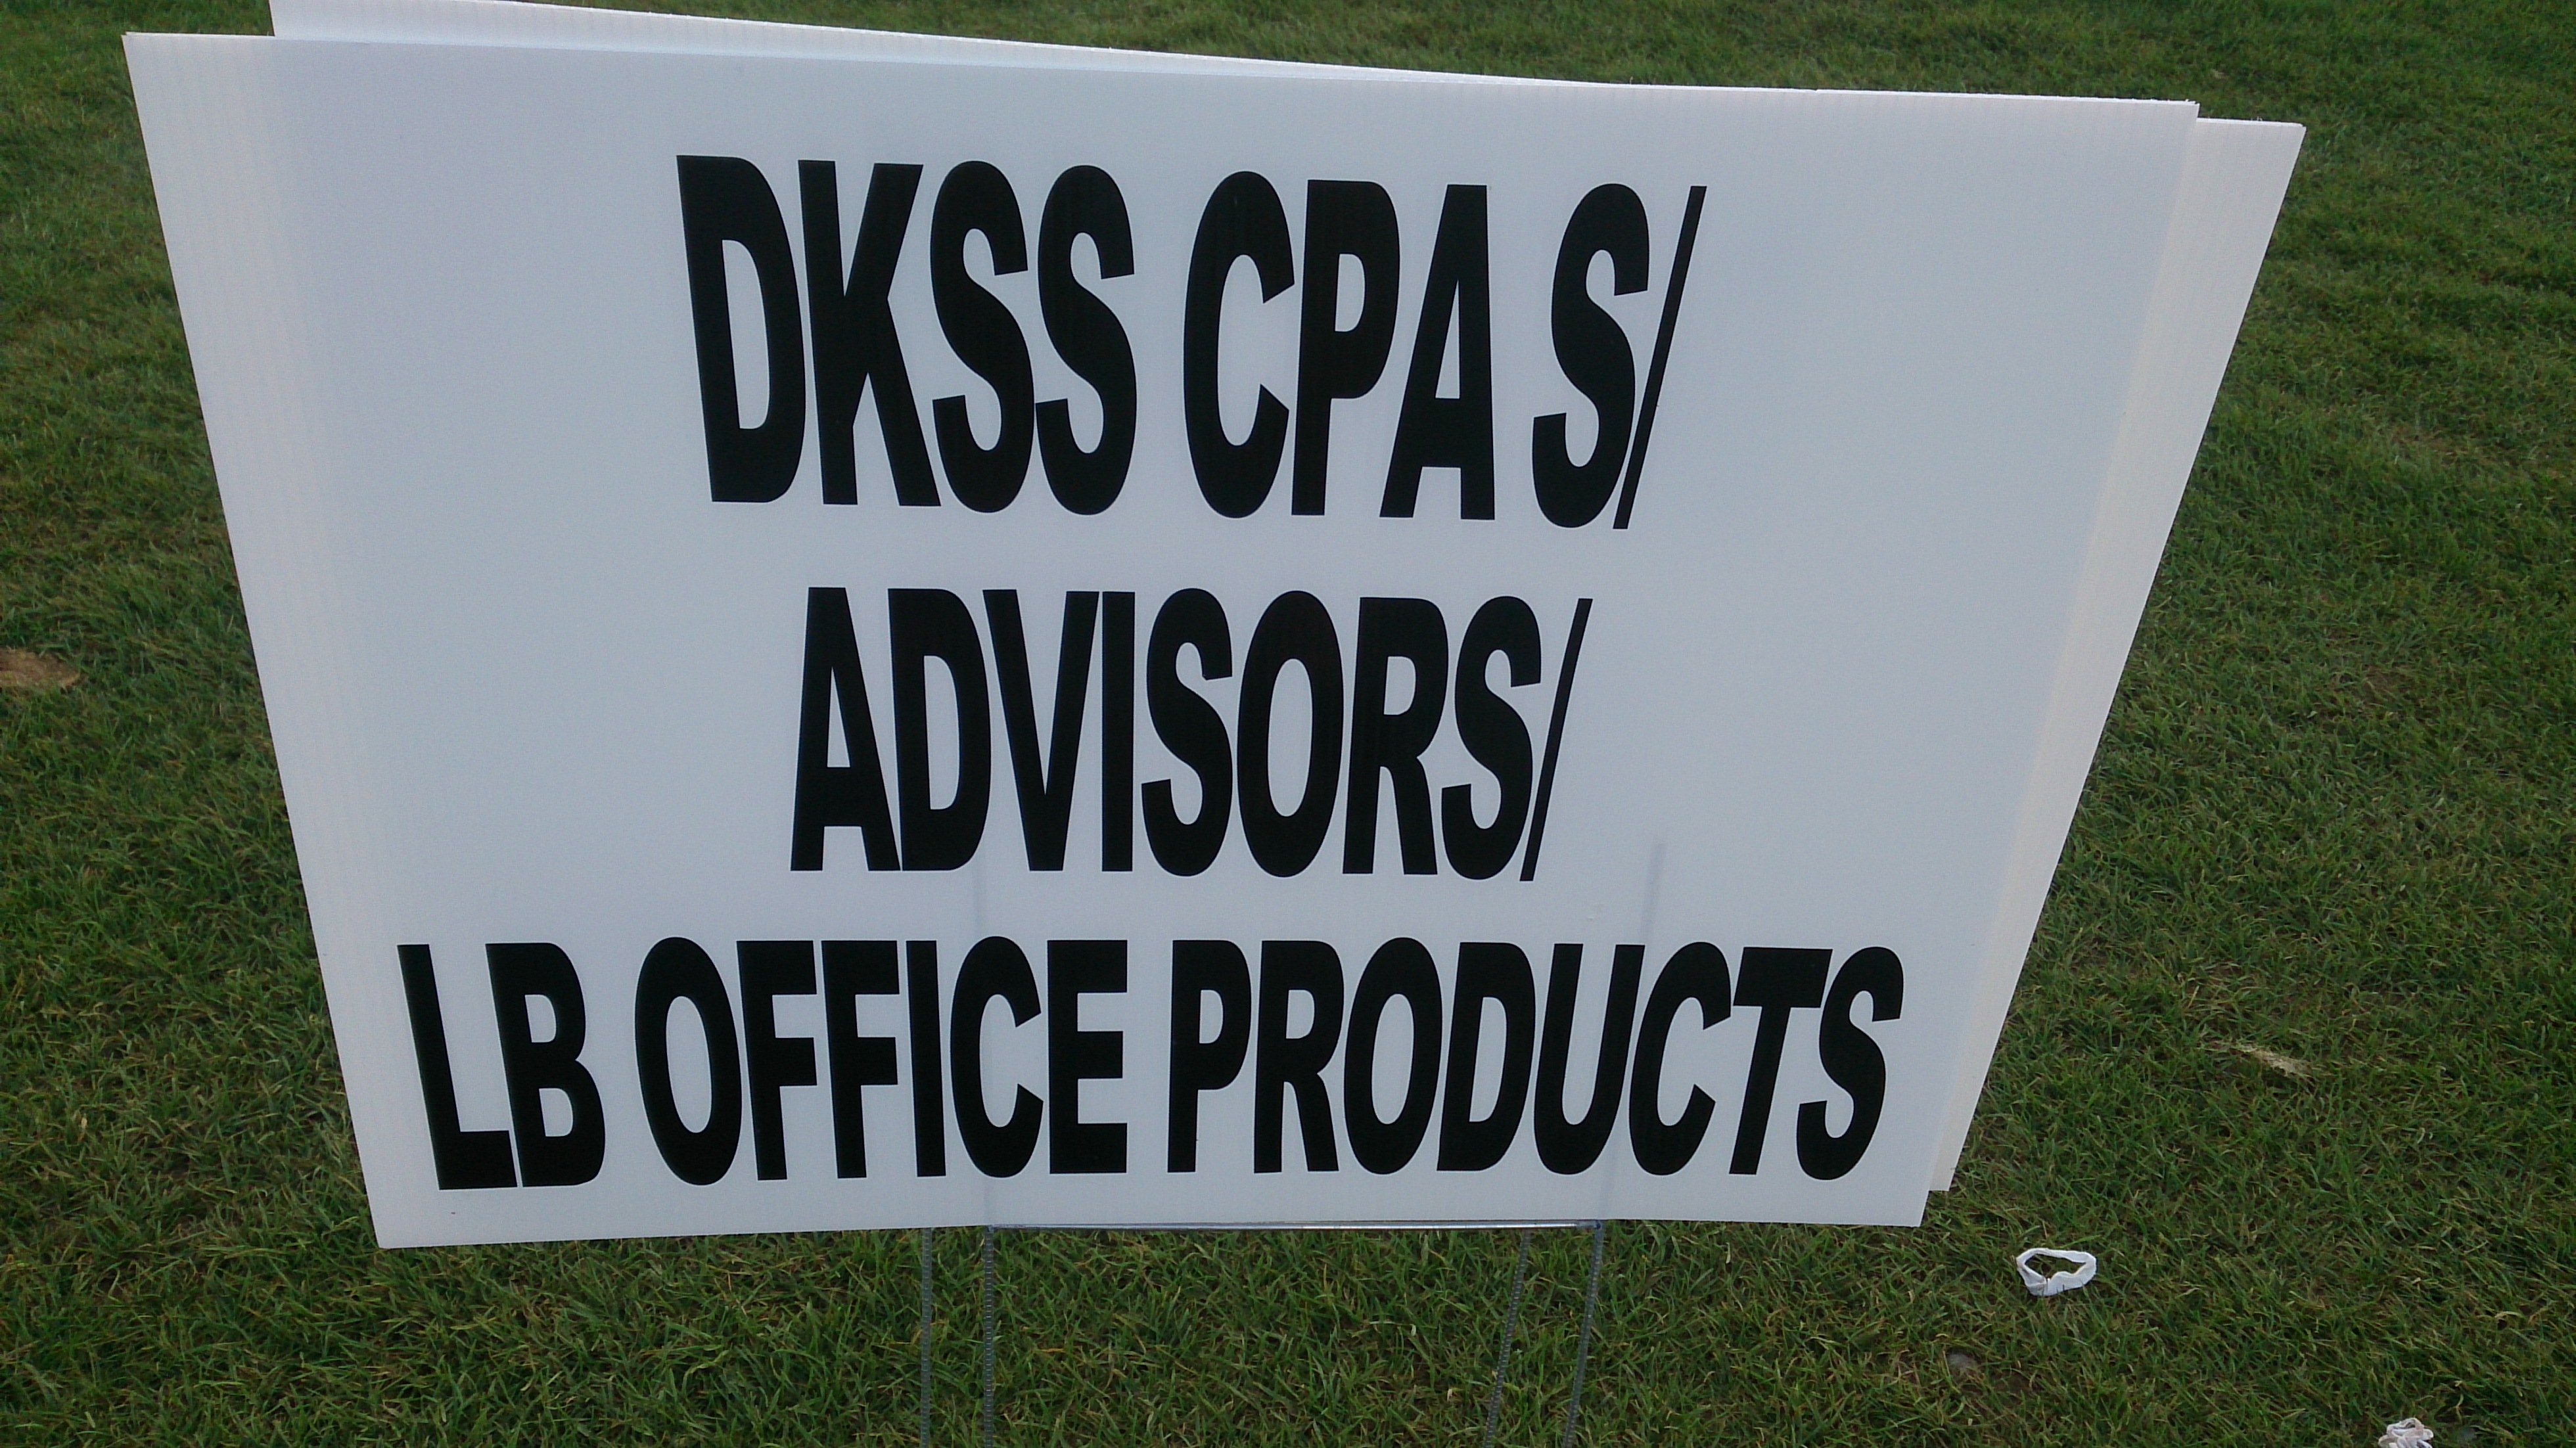 DKSS CPA S/
ADVISORS/
LB OFFICE PRODUCTS